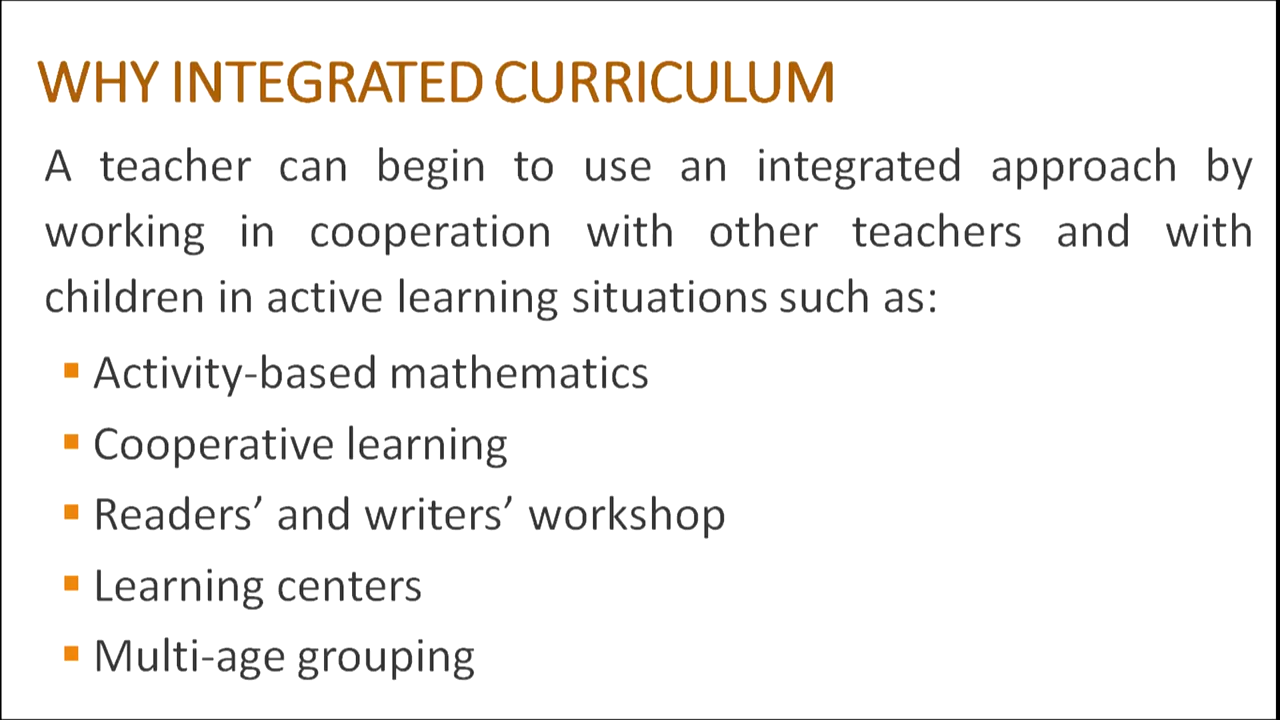 WHY INTEGRATED CURRICULUM
A teacher can begin to use an integrated approach by
working in cooperation with other teachers and with
children in active learning situations such as:
▪ Activity-based mathematics
▪ Cooperative learning
▪ Readers’ and writers’ workshop
▪ Learning centers
▪ Multi-age grouping